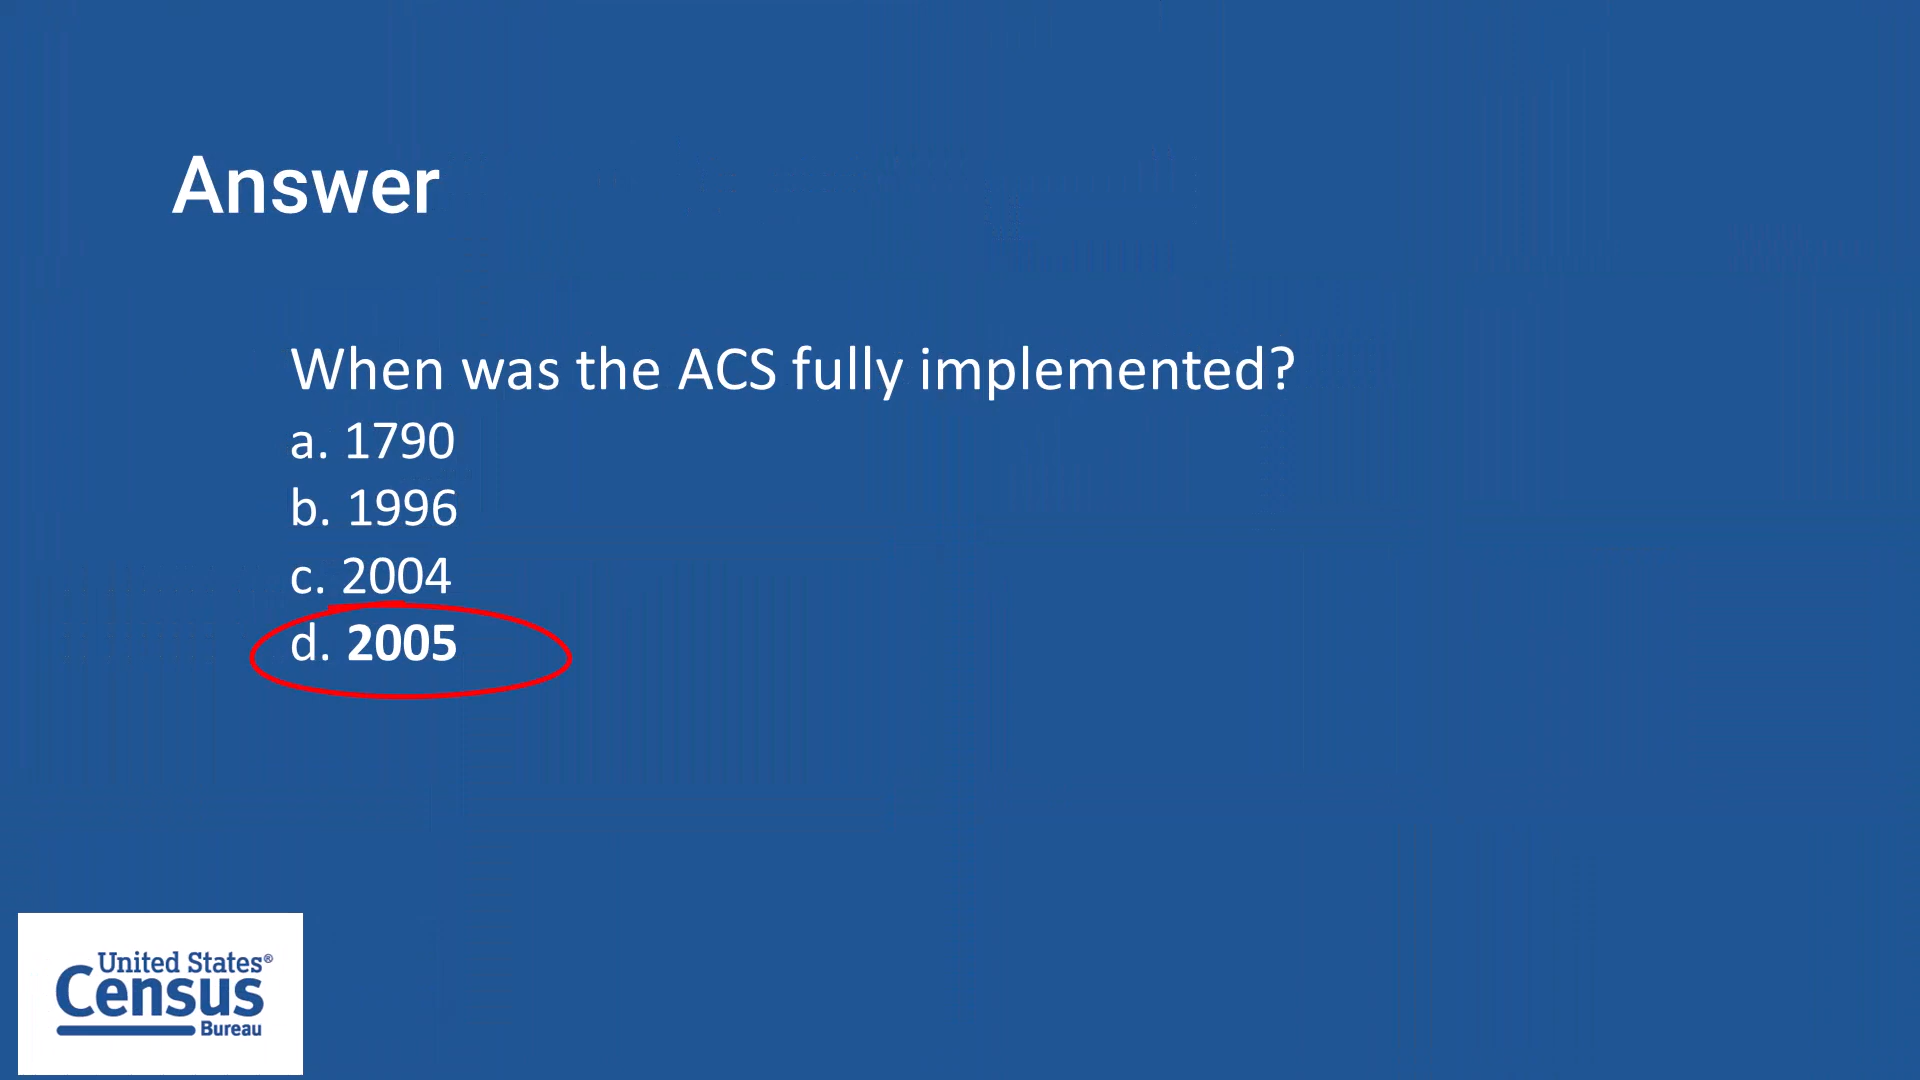 Answer
When was the ACS fully implemented?
a. 1790
b. 1996
c. 2004
d. 2005
United States®
Census
Bureau